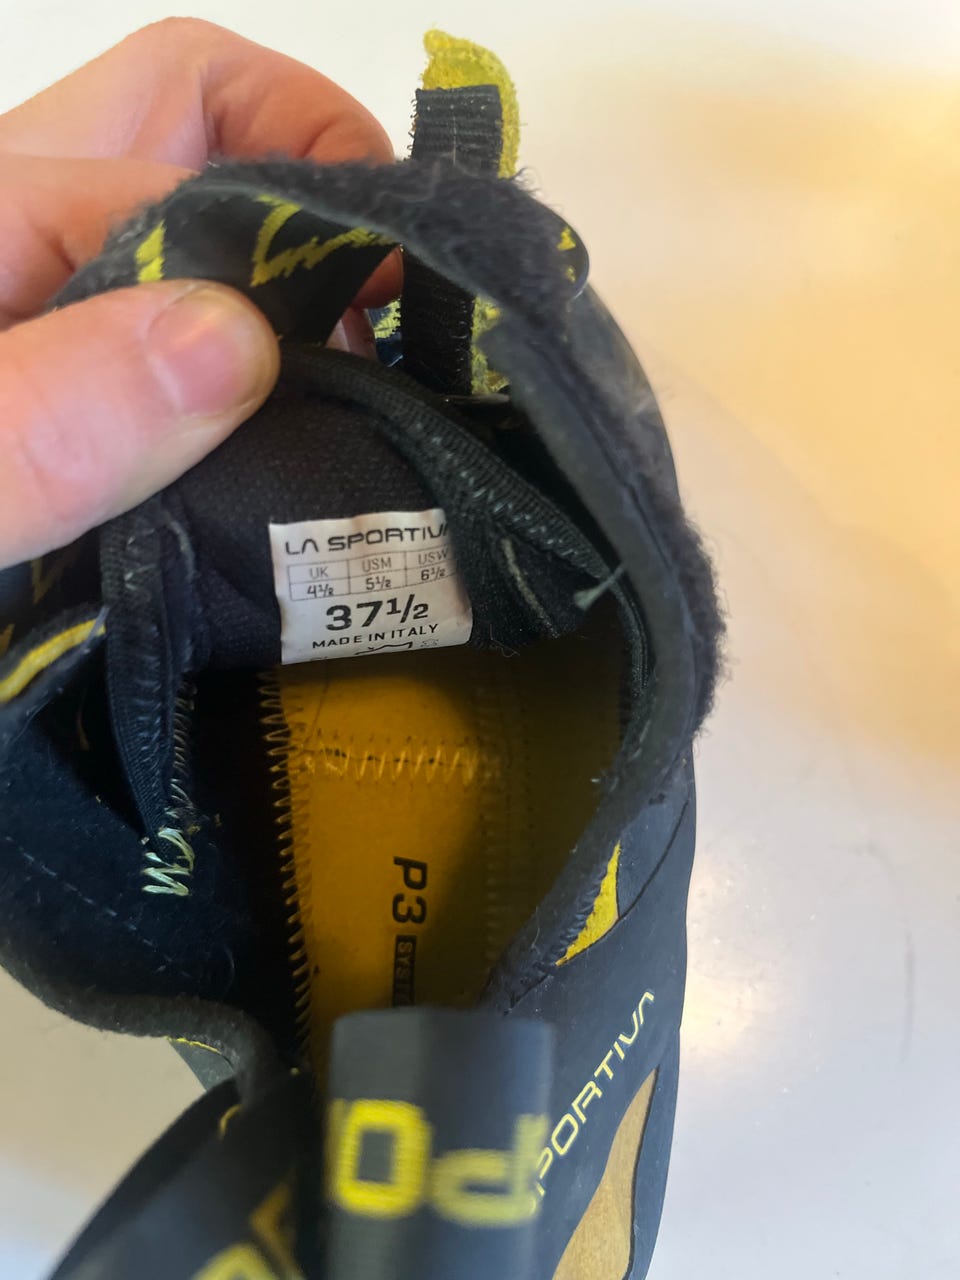 LA SPORTIVA
UK USM USW
4½ 5½ 6½
37½
MADE IN ITALY
P3
SPORTIVA